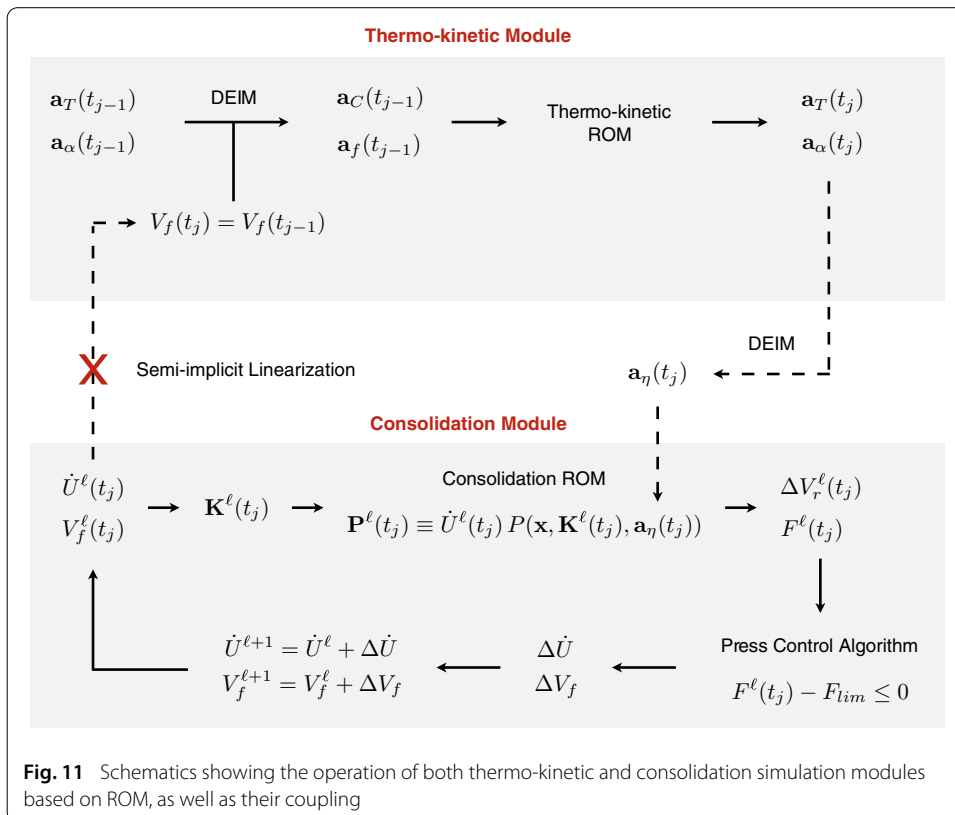 Thermo-kinetic Module
𝐚_T(t_{j−1})
𝐚_α(t_{j−1})
DEIM
𝐚_C(t_{j−1})
𝐚_f(t_{j−1})
Thermo-kinetic
ROM
𝐚_T(t_j)
𝐚_α(t_j)
V_f(t_j) = V_f(t_{j−1})
X
Semi-implicit Linearization
DEIM
𝐚_η(t_j)
Consolidation Module
U̇^ℓ(t_j)
V_f^ℓ(t_j)
𝐊^ℓ(t_j)
Consolidation ROM
𝐏^ℓ(t_j) ≡ U̇^ℓ(t_j) P(𝐱, 𝐊^ℓ(t_j), 𝐚_η(t_j))
ΔV_r^ℓ(t_j)
F^ℓ(t_j)
Press Control Algorithm
F^ℓ(t_j) − F_{lim} ≤ 0
ΔU̇
ΔV_f
U̇^{ℓ+1} = U̇^ℓ + ΔU̇
V_f^{ℓ+1} = V_f^ℓ + ΔV_f
Fig. 11 Schematics showing the operation of both thermo-kinetic and consolidation simulation modules
based on ROM, as well as their coupling